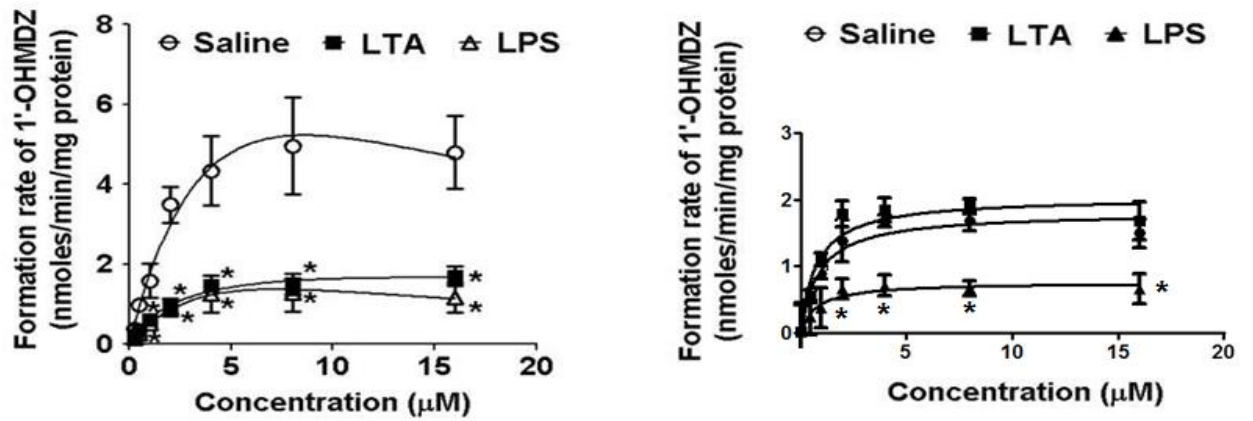 Formation rate of 1'-OHMDZ
(nmoles/min/mg protein)
8
6
4
2
0
Saline LTA LPS
*
*
*
*
*
*
*
*
*
*
0 5 10 15 20
Concentration (μM)
Formation rate of 1'-OHMDZ
(nmoles/min/mg protein)
3
2
1
0
Saline LTA LPS
*
*
*
*
5 10 15 20
Concentration (μM)